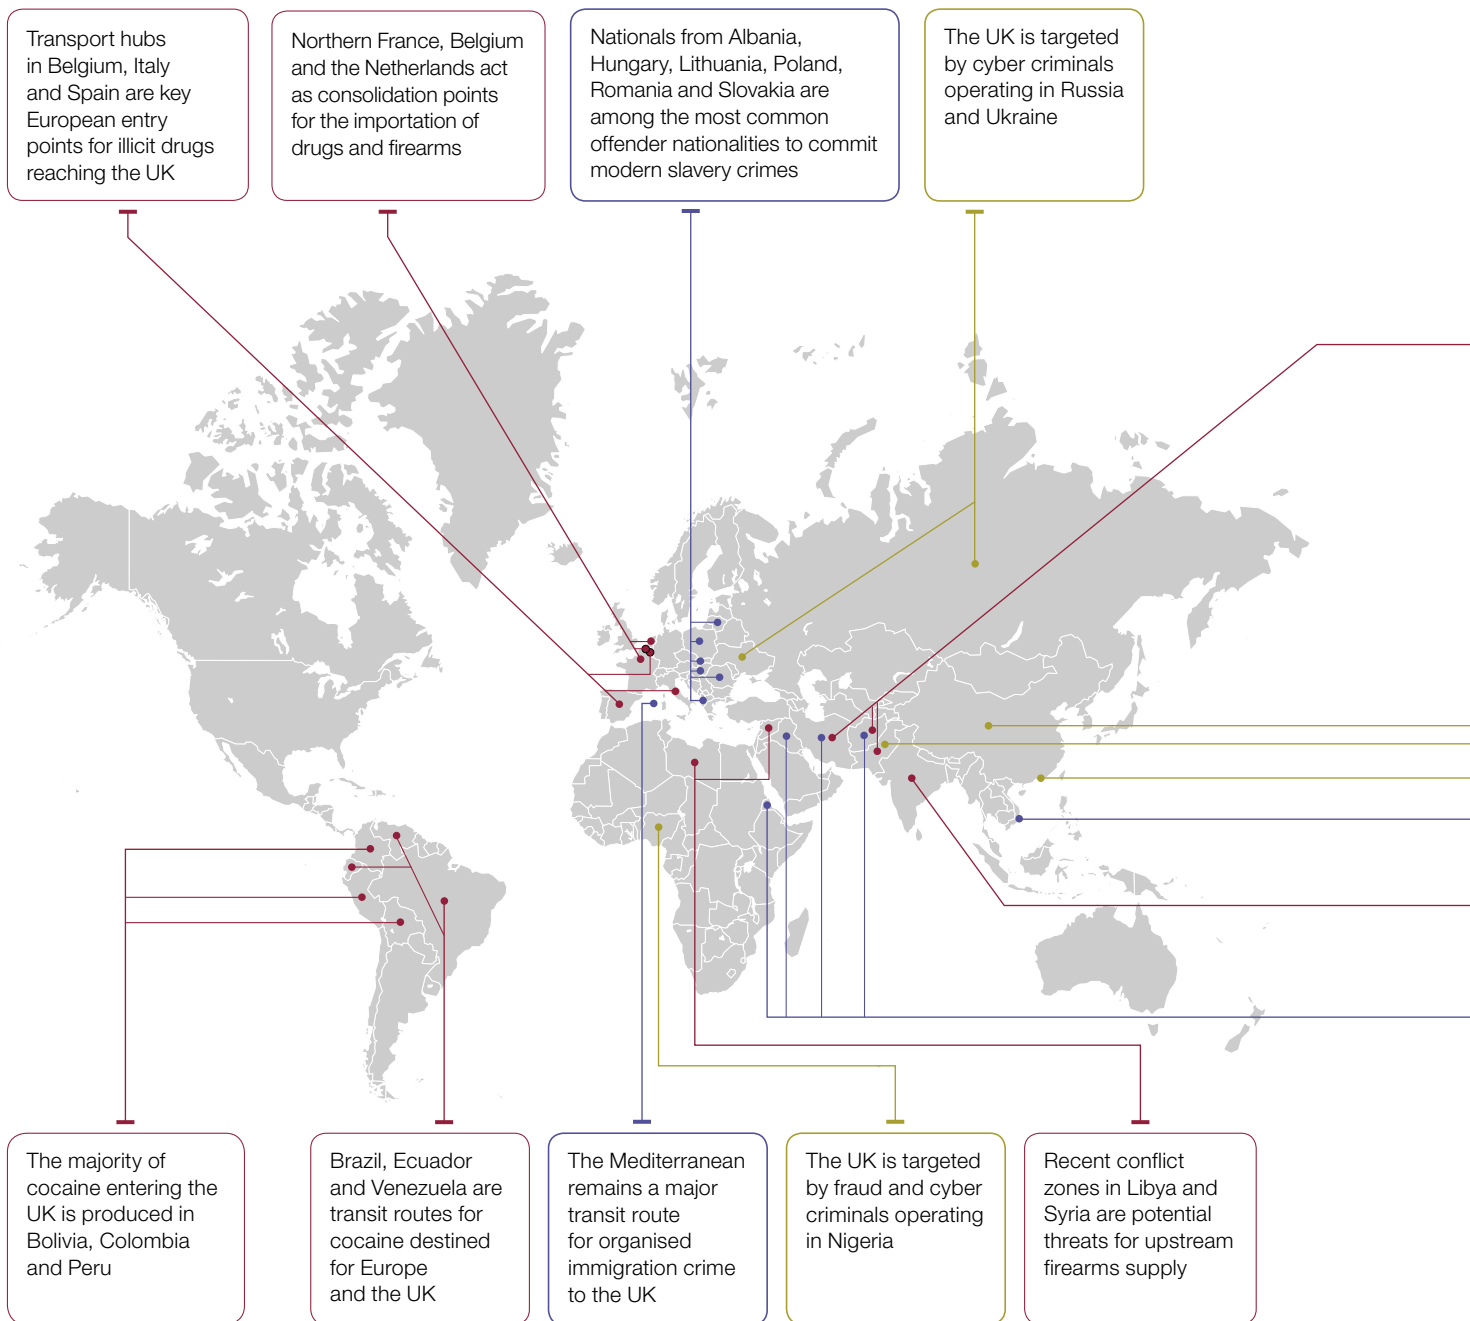 Transport hubs
in Belgium, Italy
and Spain are key
European entry
points for illicit drugs
reaching the UK
Northern France, Belgium
and the Netherlands act
as consolidation points
for the importation of
drugs and firearms
Nationals from Albania,
Hungary, Lithuania, Poland,
Romania and Slovakia are
among the most common
offender nationalities to commit
modern slavery crimes
The UK is targeted
by cyber criminals
operating in Russia
and Ukraine
The majority of
cocaine entering the
UK is produced in
Bolivia, Colombia
and Peru
Brazil, Ecuador
and Venezuela are
transit routes for
cocaine destined
for Europe
and the UK
The Mediterranean
remains a major
transit route
for organised
immigration crime
to the UK
The UK is targeted
by fraud and cyber
criminals operating
in Nigeria
Recent conflict
zones in Libya and
Syria are potential
threats for upstream
firearms supply